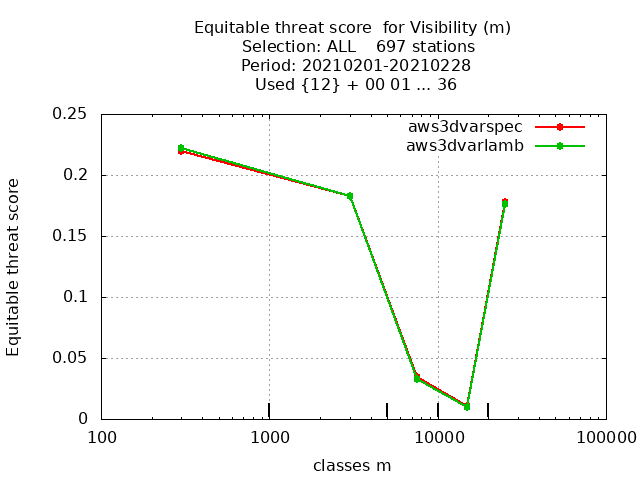 Equitable threat score  for Visibility (m)
Selection: ALL    697 stations
Period: 20210201-20210228
Used {12} + 00 01 ... 36
aws3dvarspec
aws3dvarlamb
Equitable threat score
0.25
0.2
0.15
0.1
0.05
0
100 1000 10000 100000
classes m